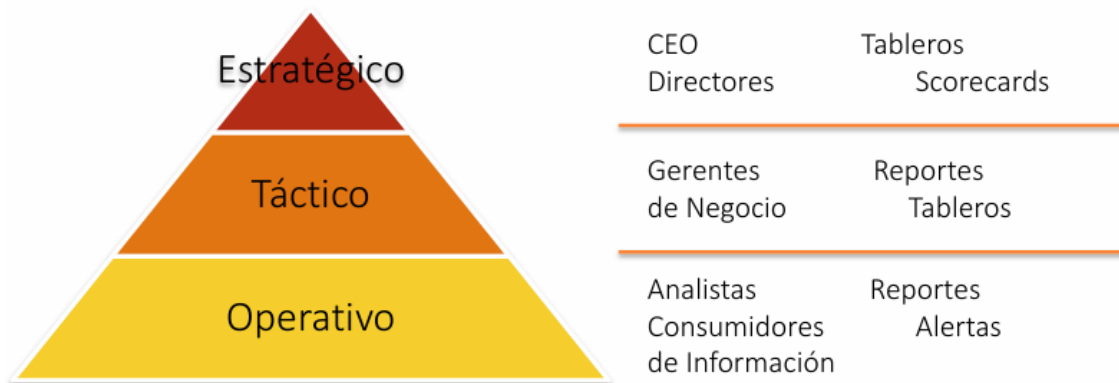 Estratégico
CEO Tableros
Directores Scorecards
Táctico
Gerentes Reportes
de Negocio Tableros
Operativo
Analistas Reportes
Consumidores Alertas
de Información